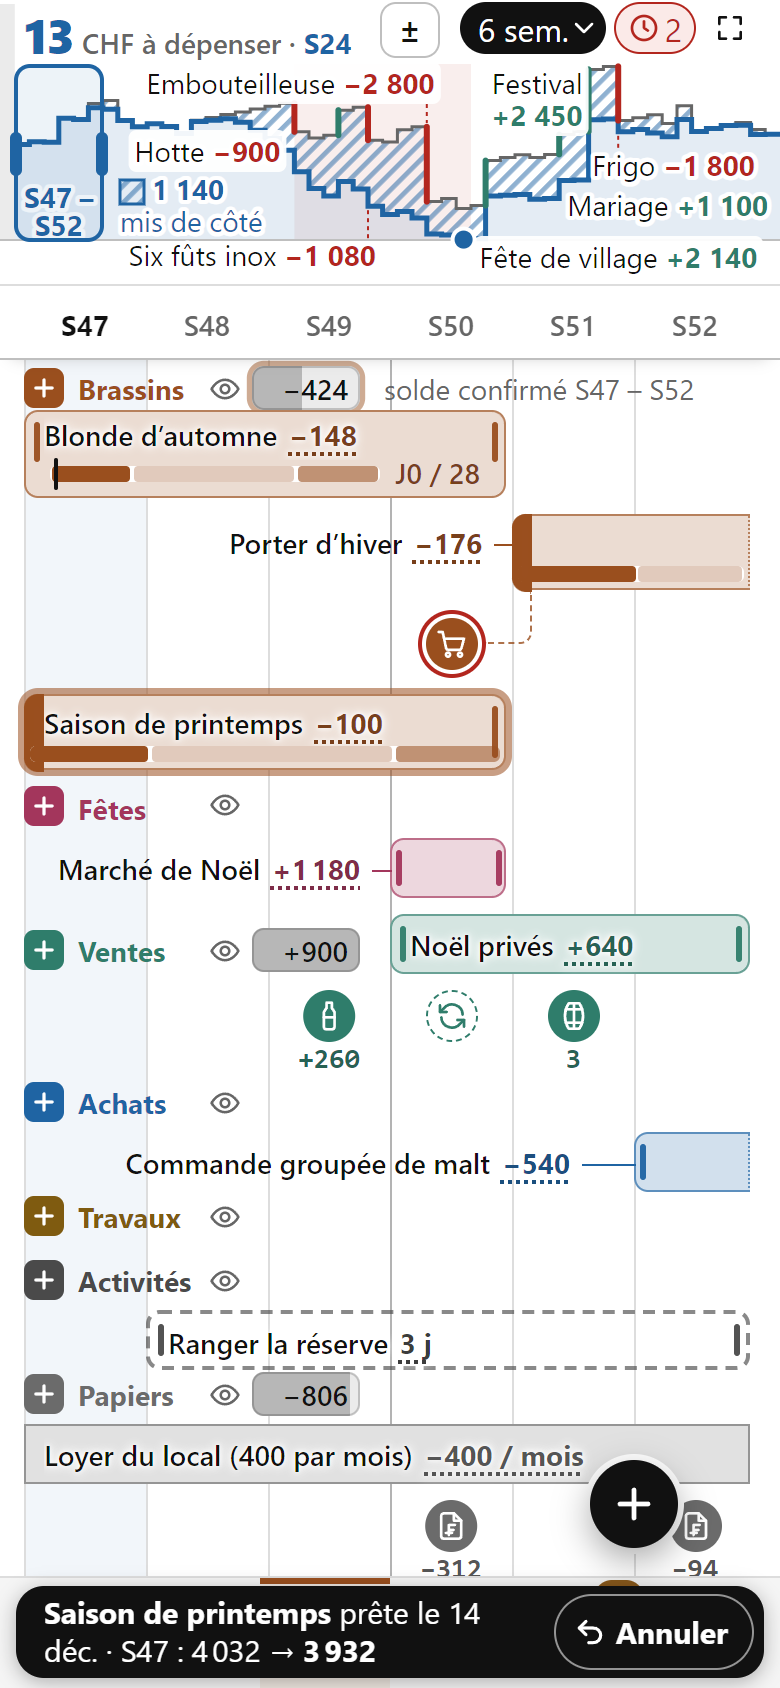 13 CHF à dépenser · S24
±
6 sem.
2
Embouteilleuse −2 800
Festival
+2 450
Hotte −900
Frigo −1 800
S47 –
S52
1 140
mis de côté
Mariage +1 100
Six fûts inox −1 080
Fête de village +2 140
S47 S48 S49 S50 S51 S52
Brassins −424 solde confirmé S47 – S52
Blonde d’automne −148
J0 / 28
Porter d’hiver −176
Saison de printemps −100
Fêtes
Marché de Noël +1 180
Ventes +900 Noël privés +640
+260 3
Achats
Commande groupée de malt −540
Travaux
Activités
Ranger la réserve 3 j
Papiers −806
Loyer du local (400 par mois) −400 / mois
−312 −94
Saison de printemps prête le 14
déc. · S47 : 4 032 → 3 932
Annuler